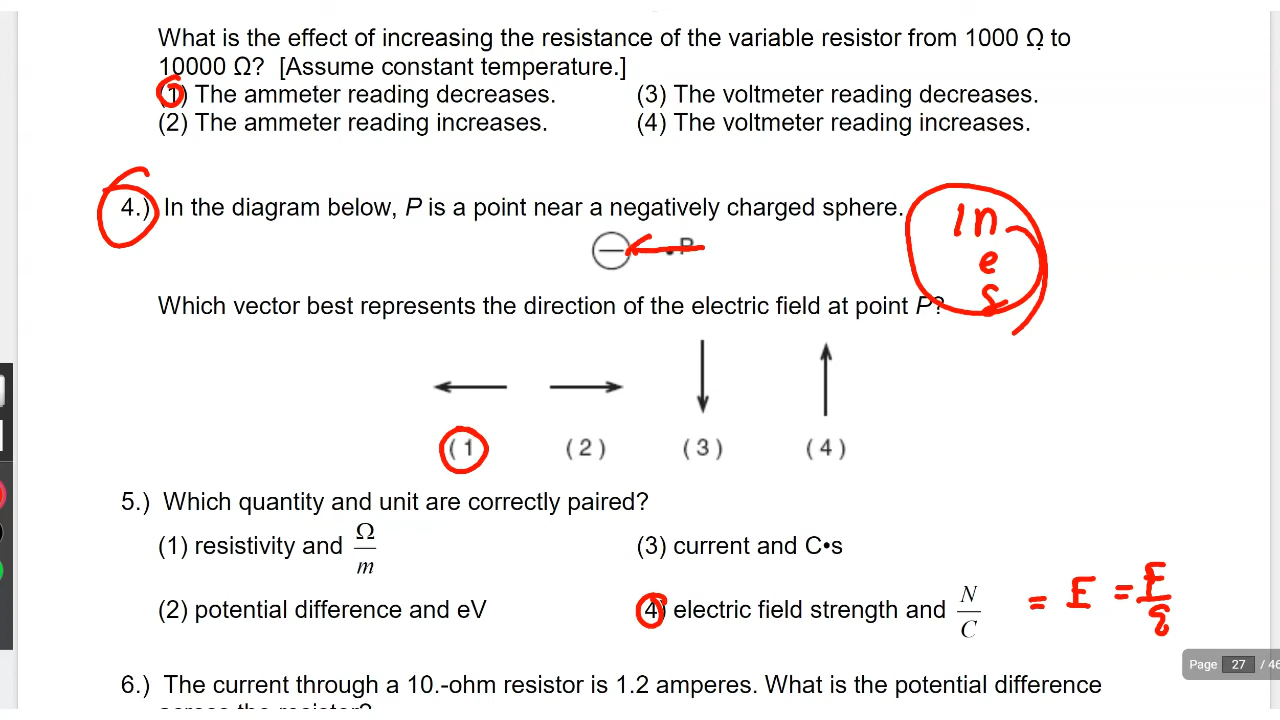 What is the effect of increasing the resistance of the variable resistor from 1000 Ω to
10000 Ω? [Assume constant temperature.]
(1) The ammeter reading decreases. (3) The voltmeter reading decreases.
(2) The ammeter reading increases. (4) The voltmeter reading increases.
4.) In the diagram below, P is a point near a negatively charged sphere.
In
e
s
− P
Which vector best represents the direction of the electric field at point P?
(1 (2) (3) (4)
5.) Which quantity and unit are correctly paired?
(1) resistivity and Ω/m (3) current and C•s
(2) potential difference and eV (4) electric field strength and N/C = E = F/q
Page 27 / 46
6.) The current through a 10.-ohm resistor is 1.2 amperes. What is the potential difference
across the resistor?